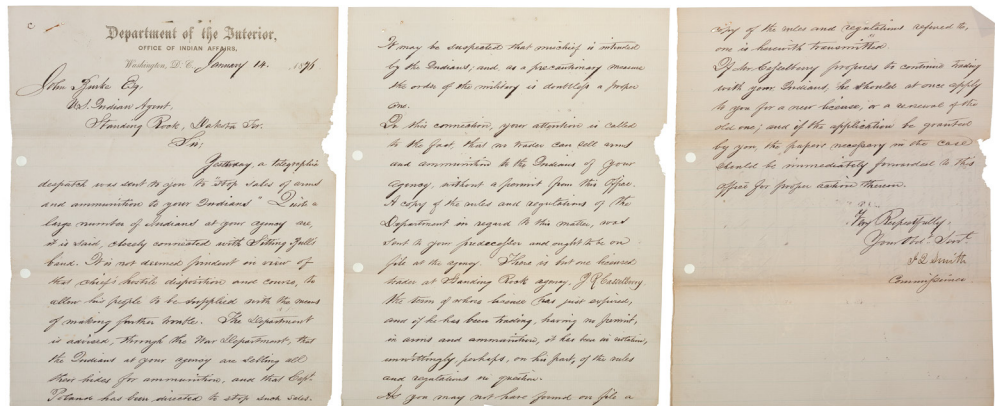 Department of the Interior,
OFFICE OF INDIAN AFFAIRS,
Washington, D. C. January 14. 1876
John Burke Esq.
U.S. Indian Agent,
Standing Rock, Dakota Ter.
Sir:
Yesterday, a telegraphic
despatch was sent to you to "stop sales of arms
and ammunition to your Indians." Quite a
large number of Indians at your agency are,
it is said, closely connected with Sitting Bull's
band. It is not deemed prudent in view of
that chief's hostile disposition and course, to
allow his people to be supplied with the means
of making further trouble. The Department
is advised, through the War Department, that
the Indians at your agency are selling all
their hides for ammunition, and that Capt.
Poland has been directed to stop such sales.
It may be suspected that mischief is intended
by the Indians; and, as a precautionary measure
the order of the military is doubtless a proper
one.
In this connection, your attention is called
to the fact, that no trader can sell arms
and ammunition to the Indians of your
agency, without a permit from this Office.
A copy of the rules and regulations of the
Department in regard to this matter, was
sent to your predecessor and ought to be on
file at the agency. There is but one licensed
trader at Standing Rock agency, J R
the term of whose license has just expired,
and if he has been trading, having no permit,
in arms and ammunition, it has been in violation,
unwittingly, perhaps, on his part, of the rules
and regulations in question.
As you may not have found on file a
copy of the rules and regulations referred to,
one is herewith transmitted.
If Mr. proposes to continue trading
with your Indians, he should at once apply
to you for a new license, or a renewal of the
old one; and if the application be granted
by you, the papers necessary in the case
should be immediately forwarded to this
office for proper action thereon.
Very Respectfully,
Your Obd. Servt.
J Q Smith
Commissioner